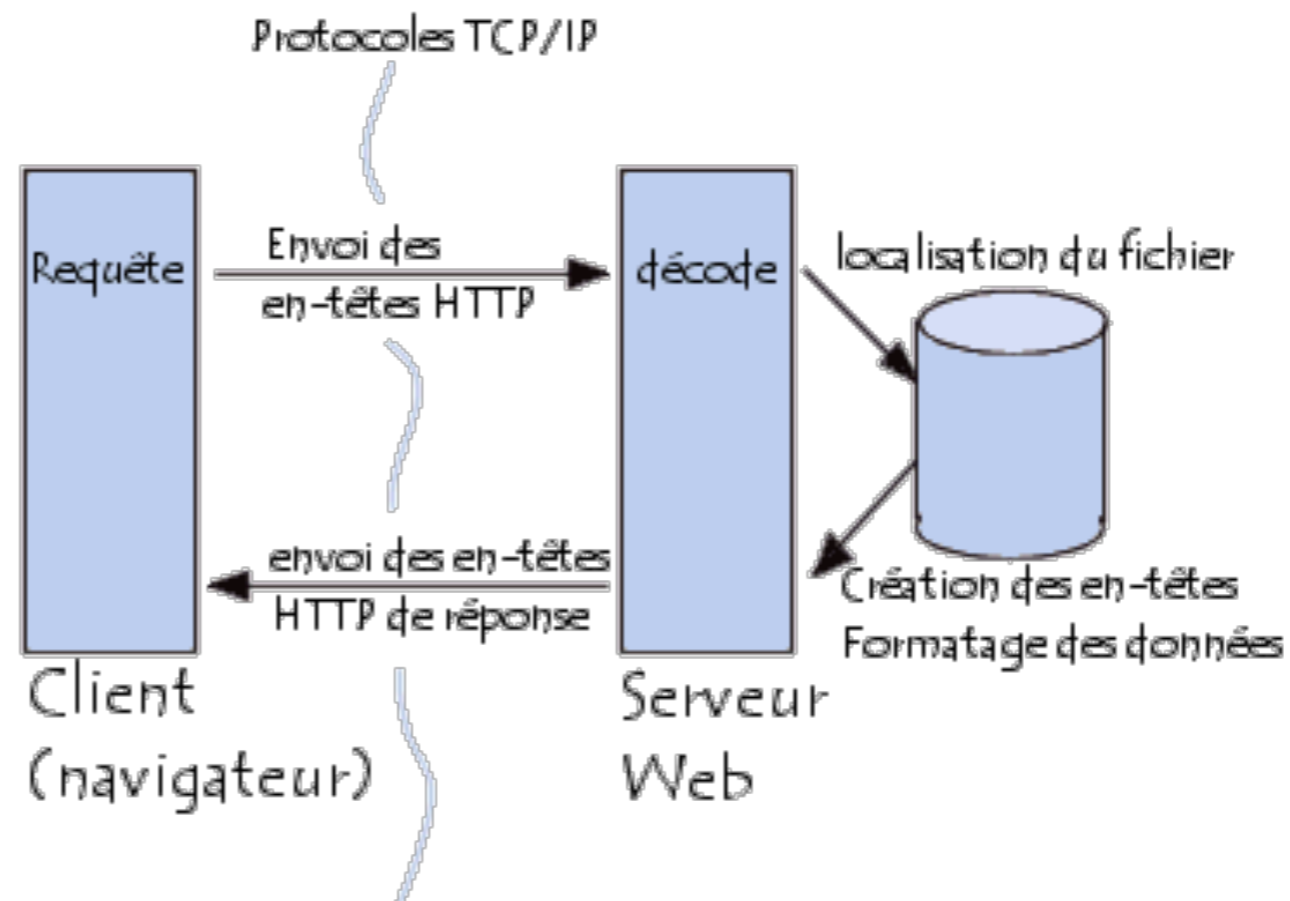 Protocoles TCP/IP
Requête
Envoi des
en-têtes HTTP
décode
localisation du fichier
envoi des en-têtes
HTTP de réponse
Création des en-têtes
Formatage des données
Client
(navigateur)
Serveur
Web